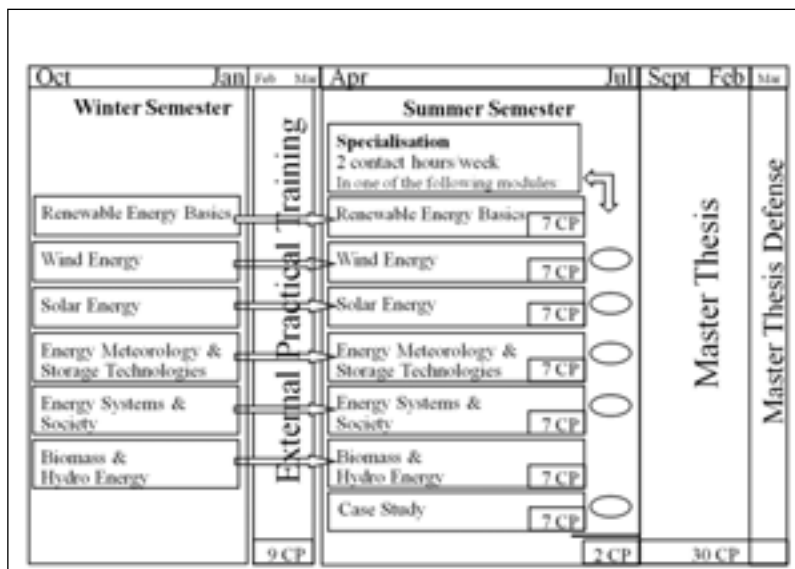 Oct Jan Feb Mar Apr Jul Sept Feb Mar
Winter Semester
Renewable Energy Basics
Wind Energy
Solar Energy
Energy Meteorology &
Storage Technologies
Energy Systems &
Society
Biomass &
Hydro Energy
External Practical Training
9 CP
Summer Semester
Specialisation
2 contact hours/week
In one of the following modules
Renewable Energy Basics
7 CP
Wind Energy
7 CP
Solar Energy
7 CP
Energy Meteorology &
Storage Technologies
7 CP
Energy Systems &
Society
7 CP
Biomass &
Hydro Energy
7 CP
Case Study
7 CP
2 CP
Master Thesis
30 CP
Master Thesis Defense